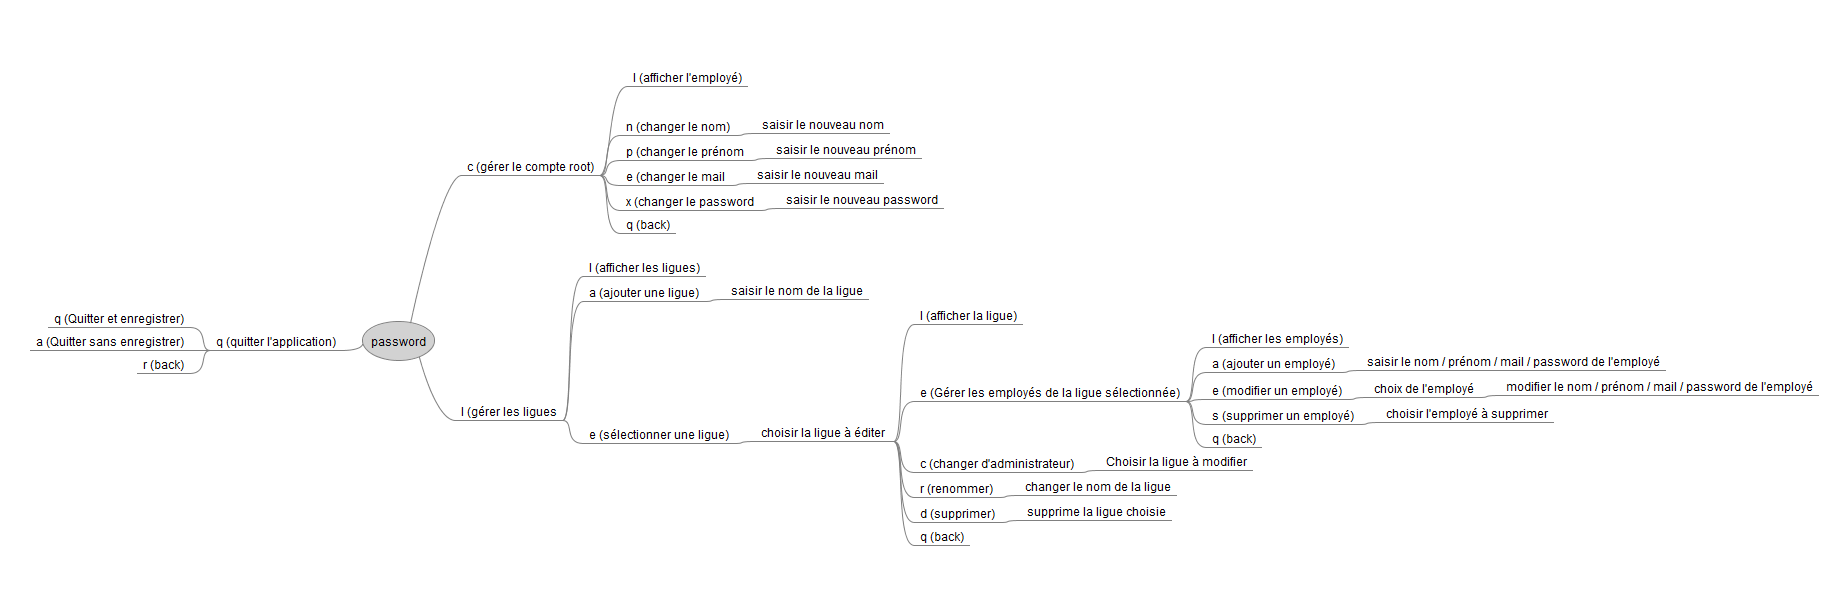 l (afficher l'employé)
n (changer le nom)
saisir le nouveau nom
p (changer le prénom
saisir le nouveau prénom
c (gérer le compte root)
e (changer le mail
saisir le nouveau mail
x (changer le password
saisir le nouveau password
q (back)
q (Quitter et enregistrer)
a (Quitter sans enregistrer)
r (back)
q (quitter l'application)
password
l (gérer les ligues
l (afficher les ligues)
a (ajouter une ligue)
saisir le nom de la ligue
e (sélectionner une ligue)
choisir la ligue à éditer
l (afficher la ligue)
e (Gérer les employés de la ligue sélectionnée)
l (afficher les employés)
a (ajouter un employé)
saisir le nom / prénom / mail / password de l'employé
e (modifier un employé)
choix de l'employé
modifier le nom / prénom / mail / password de l'employé
s (supprimer un employé)
choisir l'employé à supprimer
q (back)
c (changer d'administrateur)
Choisir la ligue à modifier
r (renommer)
changer le nom de la ligue
d (supprimer)
supprime la ligue choisie
q (back)